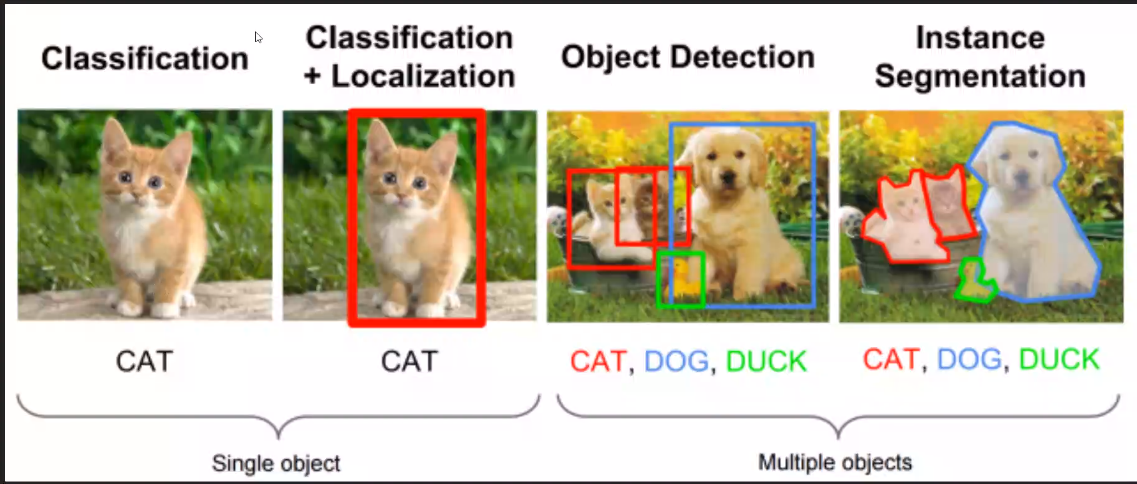 Classification
Classification
+ Localization
Object Detection
Instance
Segmentation
CAT
CAT
CAT, DOG, DUCK
CAT, DOG, DUCK
Single object
Multiple objects